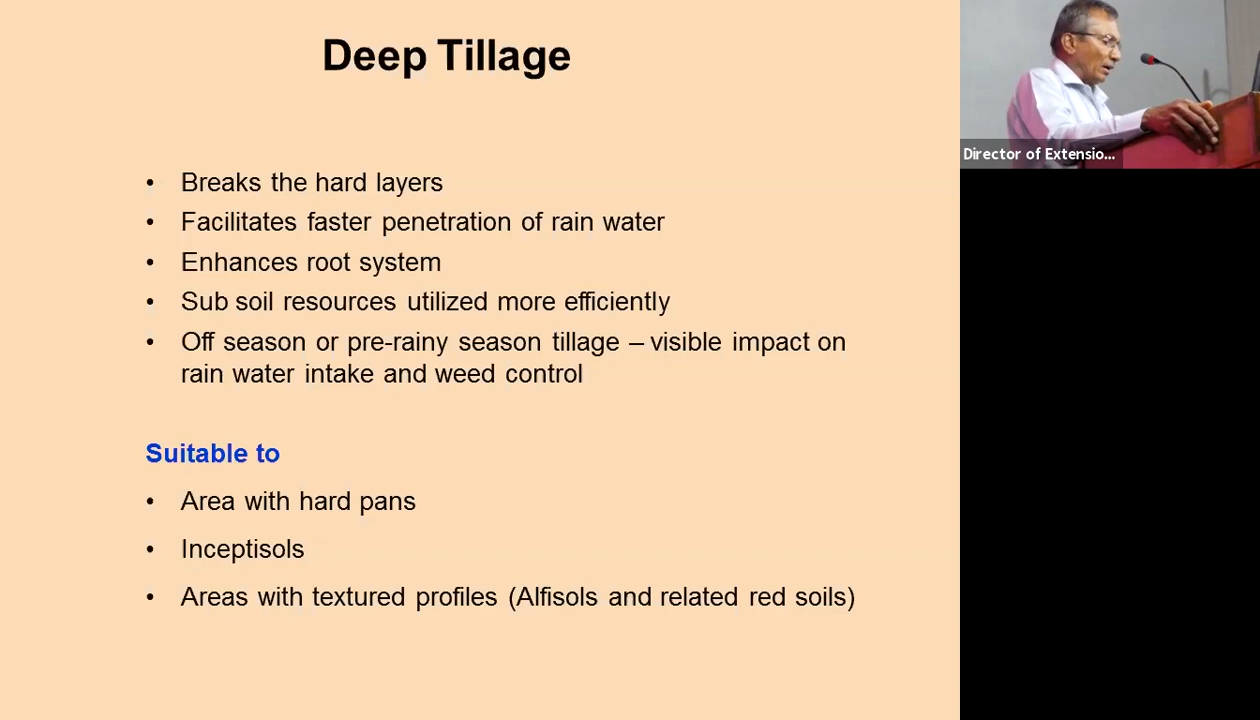 Deep Tillage
• Breaks the hard layers
• Facilitates faster penetration of rain water
• Enhances root system
• Sub soil resources utilized more efficiently
• Off season or pre-rainy season tillage – visible impact on
rain water intake and weed control
Suitable to
• Area with hard pans
• Inceptisols
• Areas with textured profiles (Alfisols and related red soils)
Director of Extensio...